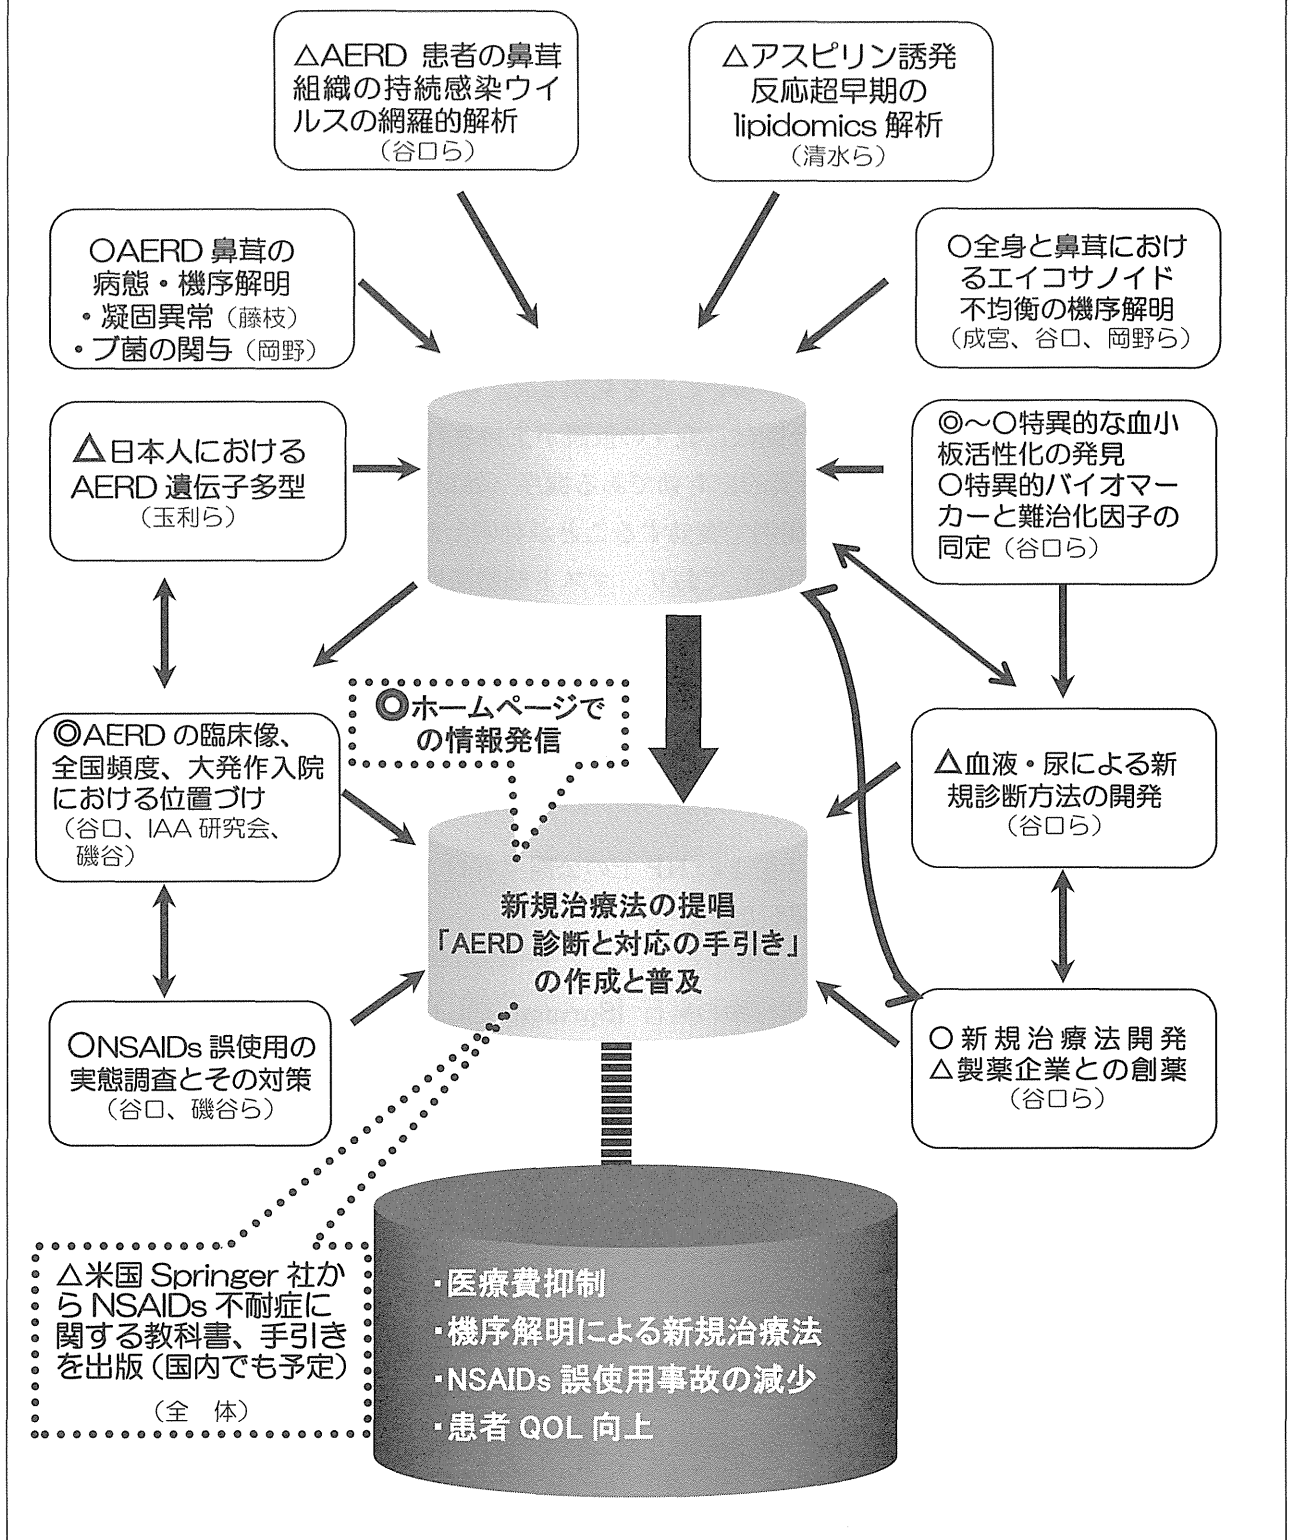 △AERD 患者の鼻茸
組織の持続感染ウイ
ルスの網羅的解析
（谷口ら）
△アスピリン誘発
反応超早期の
lipidomics 解析
（清水ら）
○AERD 鼻茸の
病態・機序解明
・凝固異常（藤枝）
・ブ菌の関与（岡野）
○全身と鼻茸におけ
るエイコサノイド
不均衡の機序解明
（成宮、谷口、岡野ら）
△日本人における
AERD 遺伝子多型
（玉利ら）
◎～○特異的な血小
板活性化の発見
○特異的バイオマー
カーと難治化因子の
同定（谷口ら）
◎ホームページで
の情報発信
◎AERD の臨床像、
全国頻度、大発作入院
における位置づけ
（谷口、IAA 研究会、
磯谷）
△血液・尿による新
規診断方法の開発
（谷口ら）
新規治療法の提唱
「AERD 診断と対応の手引き」
の作成と普及
○NSAIDs 誤使用の
実態調査とその対策
（谷口、磯谷ら）
○新規治療法開発
△製薬企業との創薬
（谷口ら）
△米国 Springer 社か
ら NSAIDs 不耐症に
関する教科書、手引き
を出版（国内でも予定）
（全　体）
・医療費抑制
・機序解明による新規治療法
・NSAIDs 誤使用事故の減少
・患者 QOL 向上